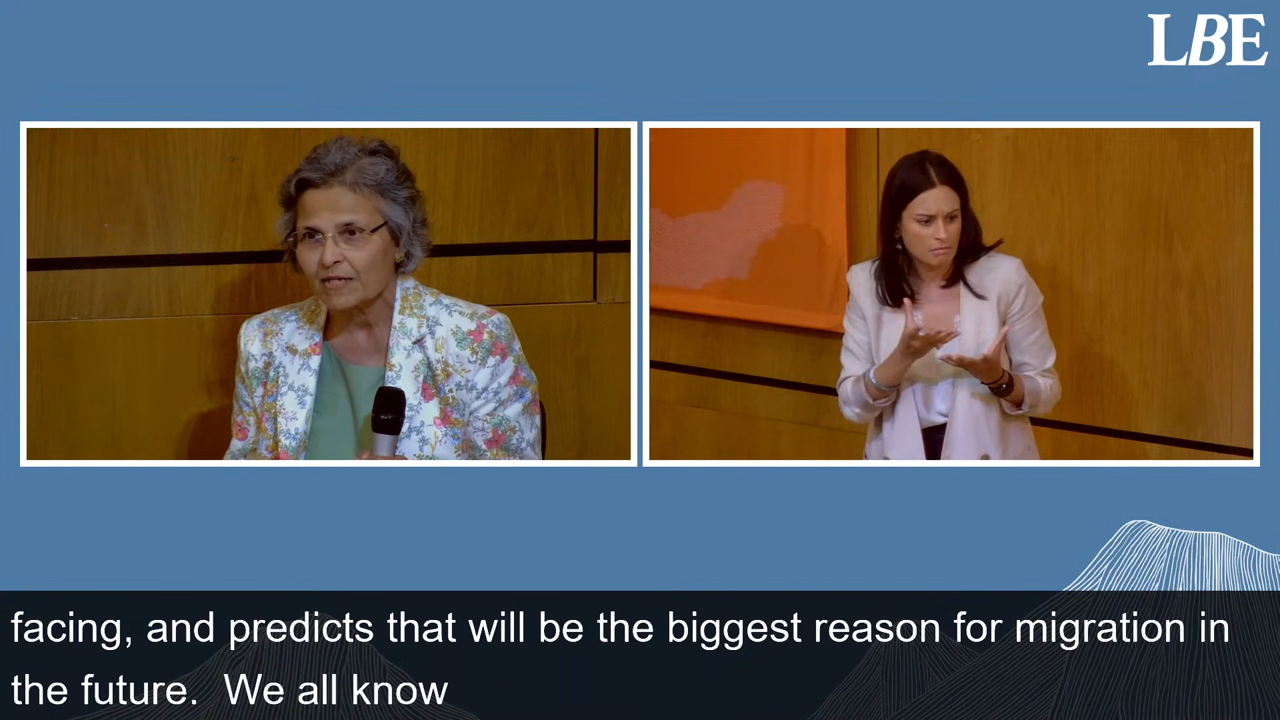 LBE
facing, and predicts that will be the biggest reason for migration in
the future.  We all know